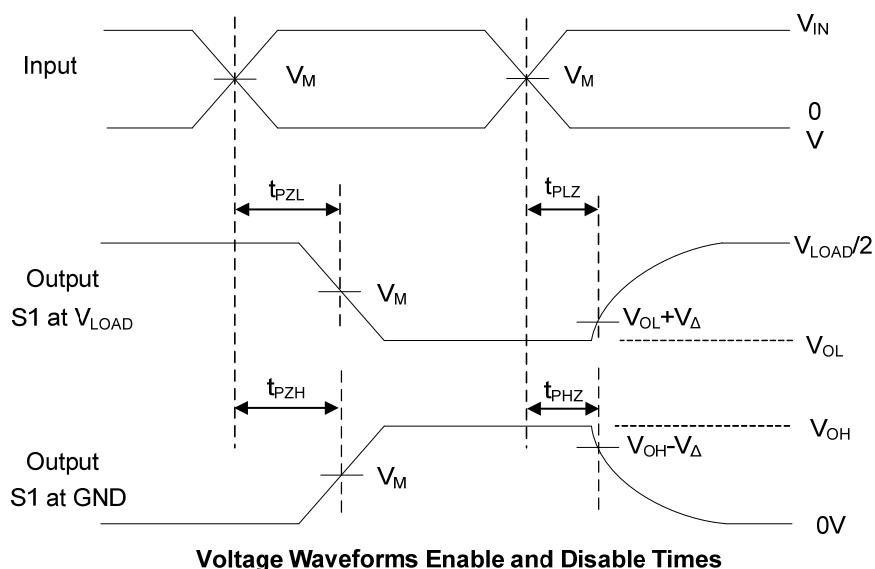 V_IN
Input
V_M
V_M
0
V
t_PZL
t_PLZ
V_LOAD/2
Output
S1 at V_LOAD
V_M
V_OL+V_Δ
V_OL
t_PZH
t_PHZ
V_OH
Output
S1 at GND
V_M
V_OH-V_Δ
0V
Voltage Waveforms Enable and Disable Times